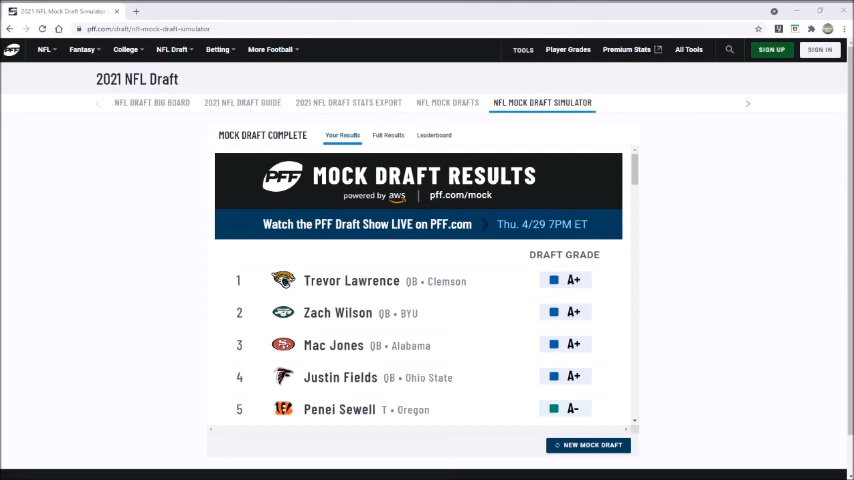 2021 NFL Mock Draft Simulator
pff.com/draft/nfl-mock-draft-simulator
PFF NFL Fantasy College NFL Draft Betting More Football TOOLS Player Grades Premium Stats All Tools SIGN UP SIGN IN
2021 NFL Draft
NFL DRAFT BIG BOARD 2021 NFL DRAFT GUIDE 2021 NFL DRAFT STATS EXPORT NFL MOCK DRAFTS NFL MOCK DRAFT SIMULATOR
MOCK DRAFT COMPLETE Your Results Full Results Leaderboard
PFF MOCK DRAFT RESULTS
powered by aws | pff.com/mock
Watch the PFF Draft Show LIVE on PFF.com Thu. 4/29 7PM ET
DRAFT GRADE
1 Trevor Lawrence QB • Clemson A+
2 Zach Wilson QB • BYU A+
3 Mac Jones QB • Alabama A+
4 Justin Fields QB • Ohio State A+
5 Penei Sewell T • Oregon A-
NEW MOCK DRAFT